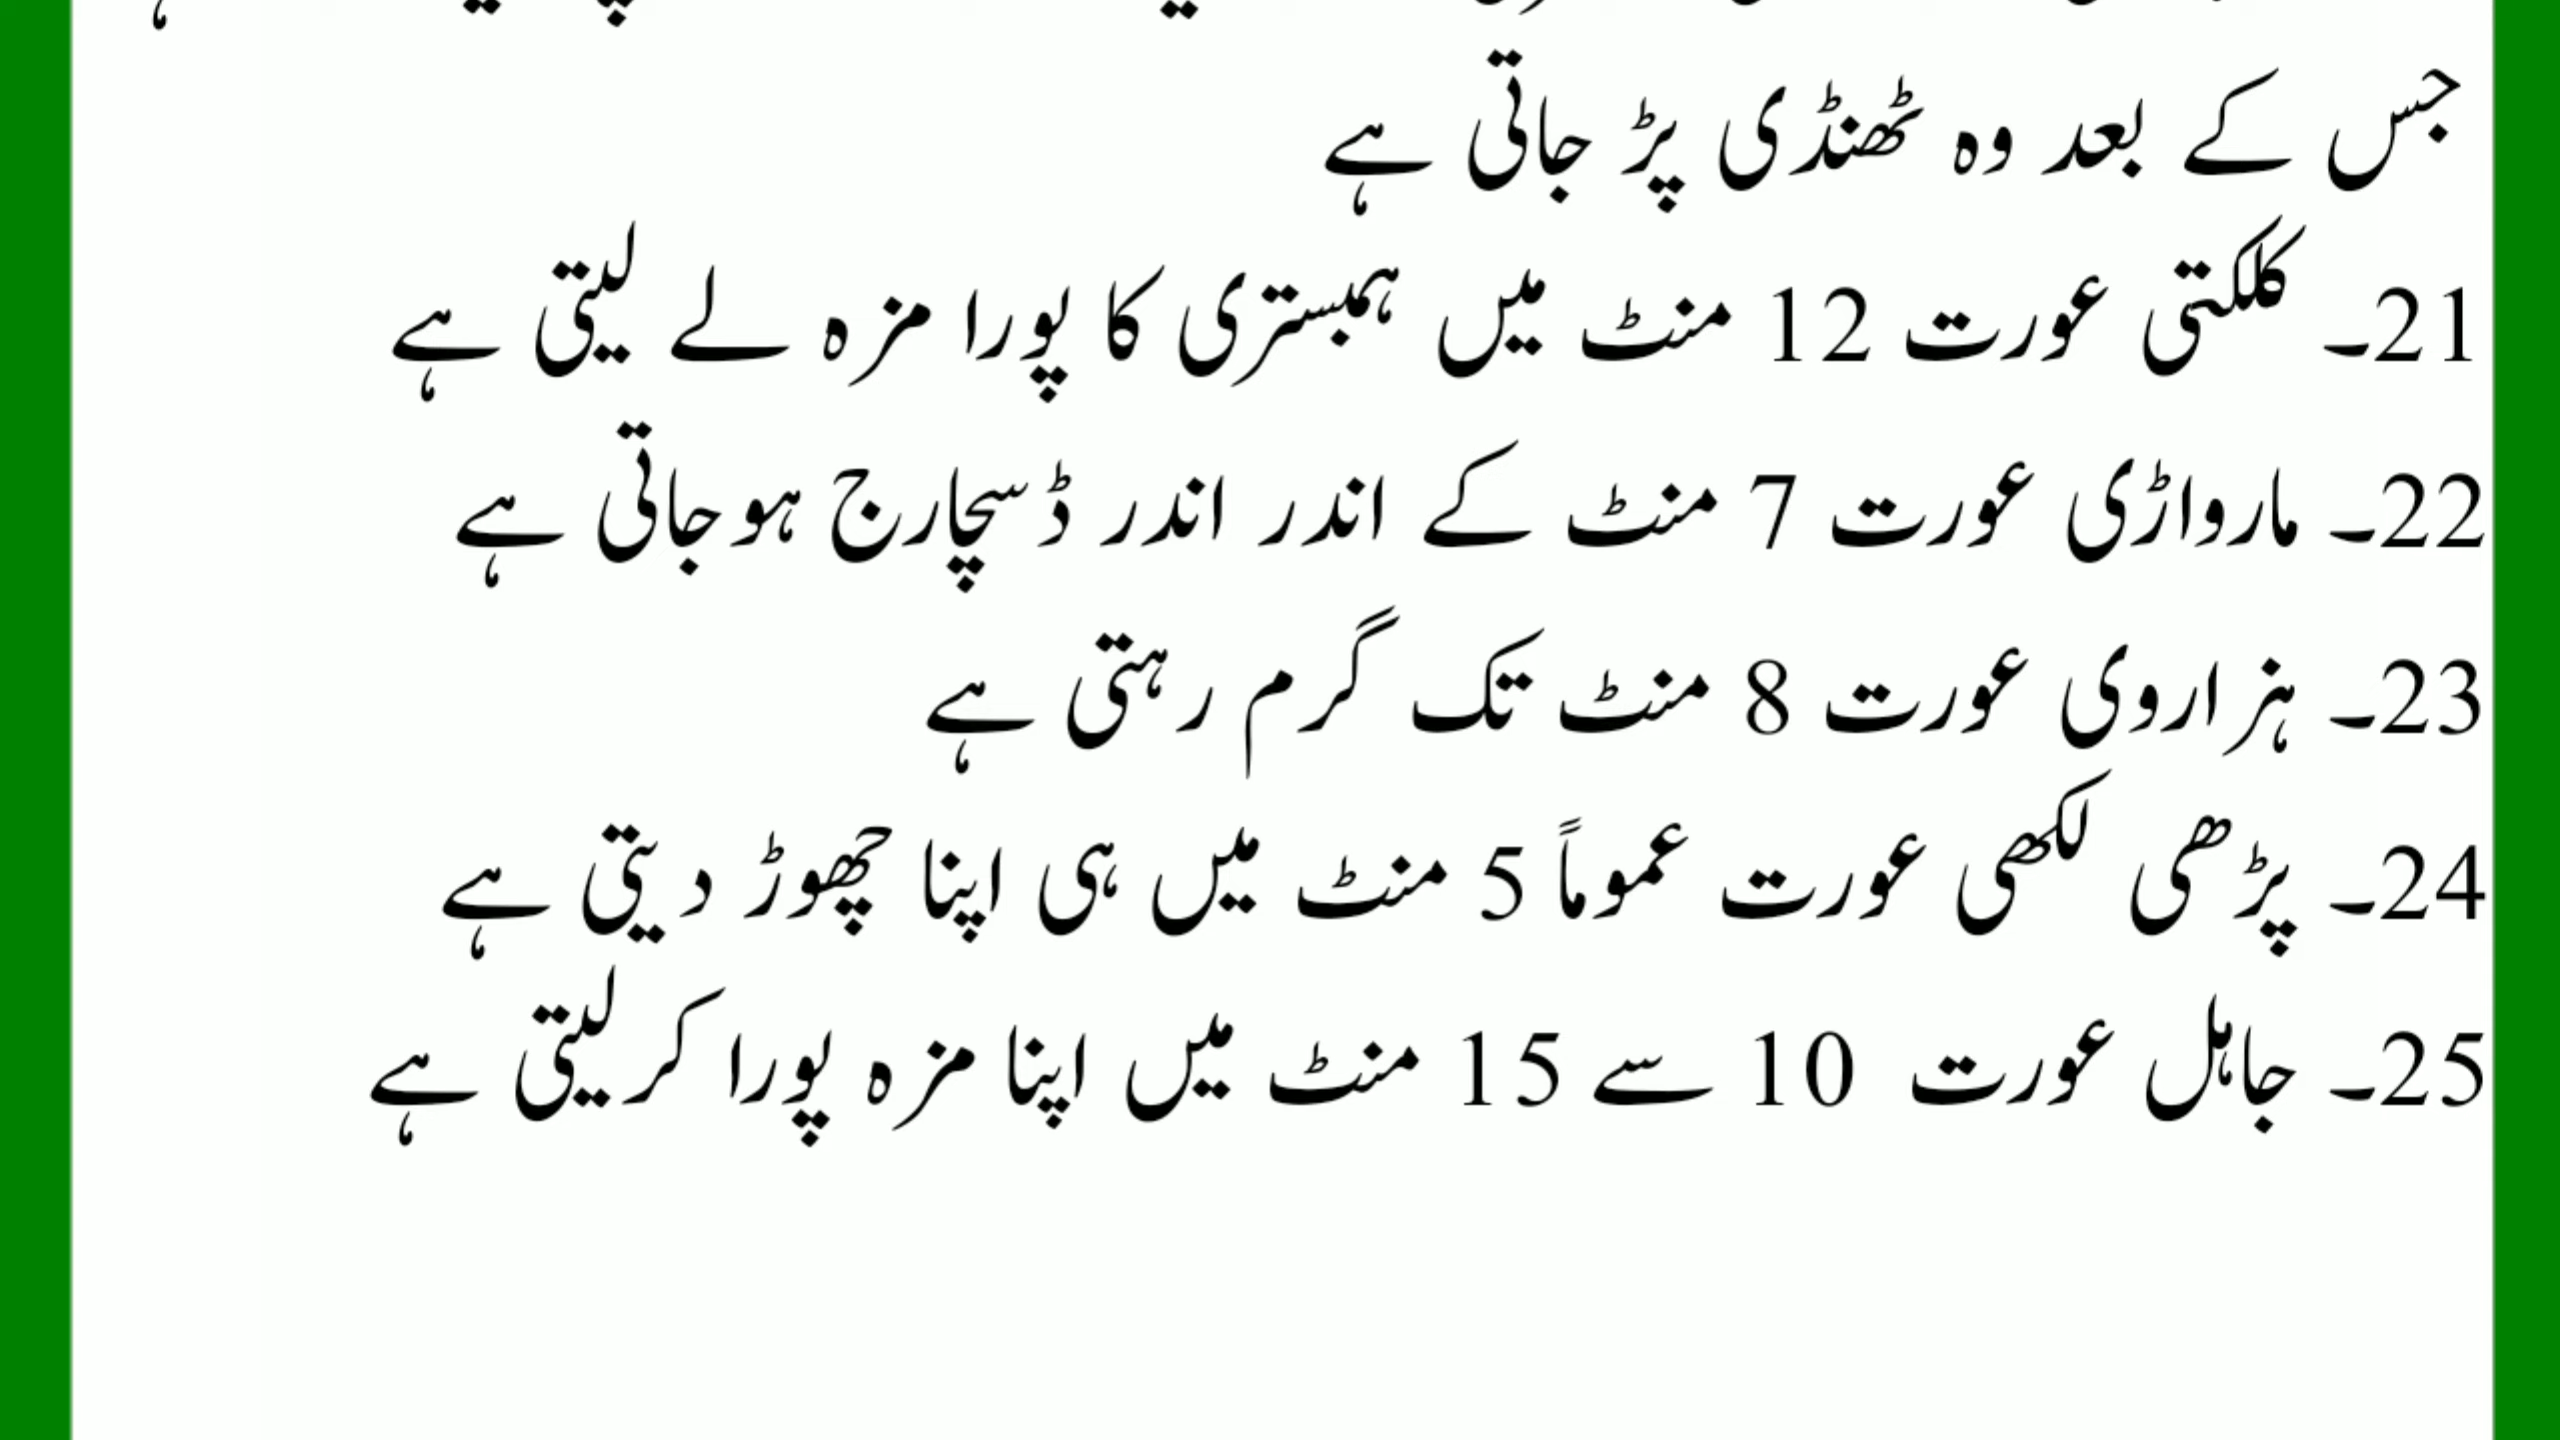 جس کے بعد وہ ٹھنڈی پڑ جاتی ہے
21۔ کلکتی عورت 12 منٹ میں ہمبستری کا پورا مزہ لے لیتی ہے
22۔ مارواڑی عورت 7 منٹ کے اندر اندر ڈسچارج ہوجاتی ہے
23۔ ہزاروی عورت 8 منٹ تک گرم رہتی ہے
24۔ پڑھی لکھی عورت عموماً 5 منٹ میں ہی اپنا چھوڑ دیتی ہے
25۔ جاہل عورت 10 سے 15 منٹ میں اپنا مزہ پورا کرلیتی ہے